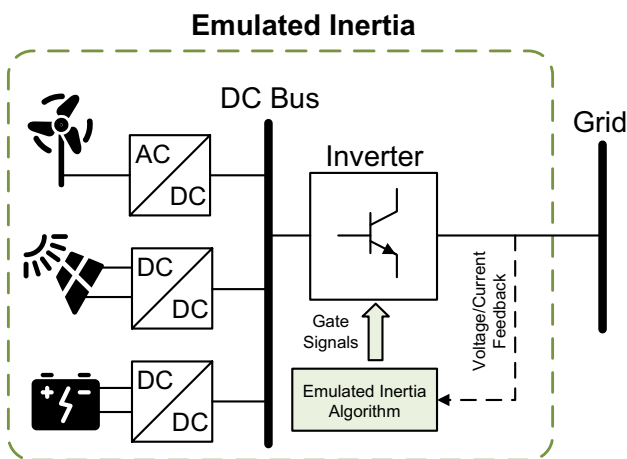 Emulated Inertia
DC Bus
Grid
Inverter
AC
DC
DC
DC
DC
DC
Gate
Signals
Voltage/Current
Feedback
Emulated Inertia
Algorithm